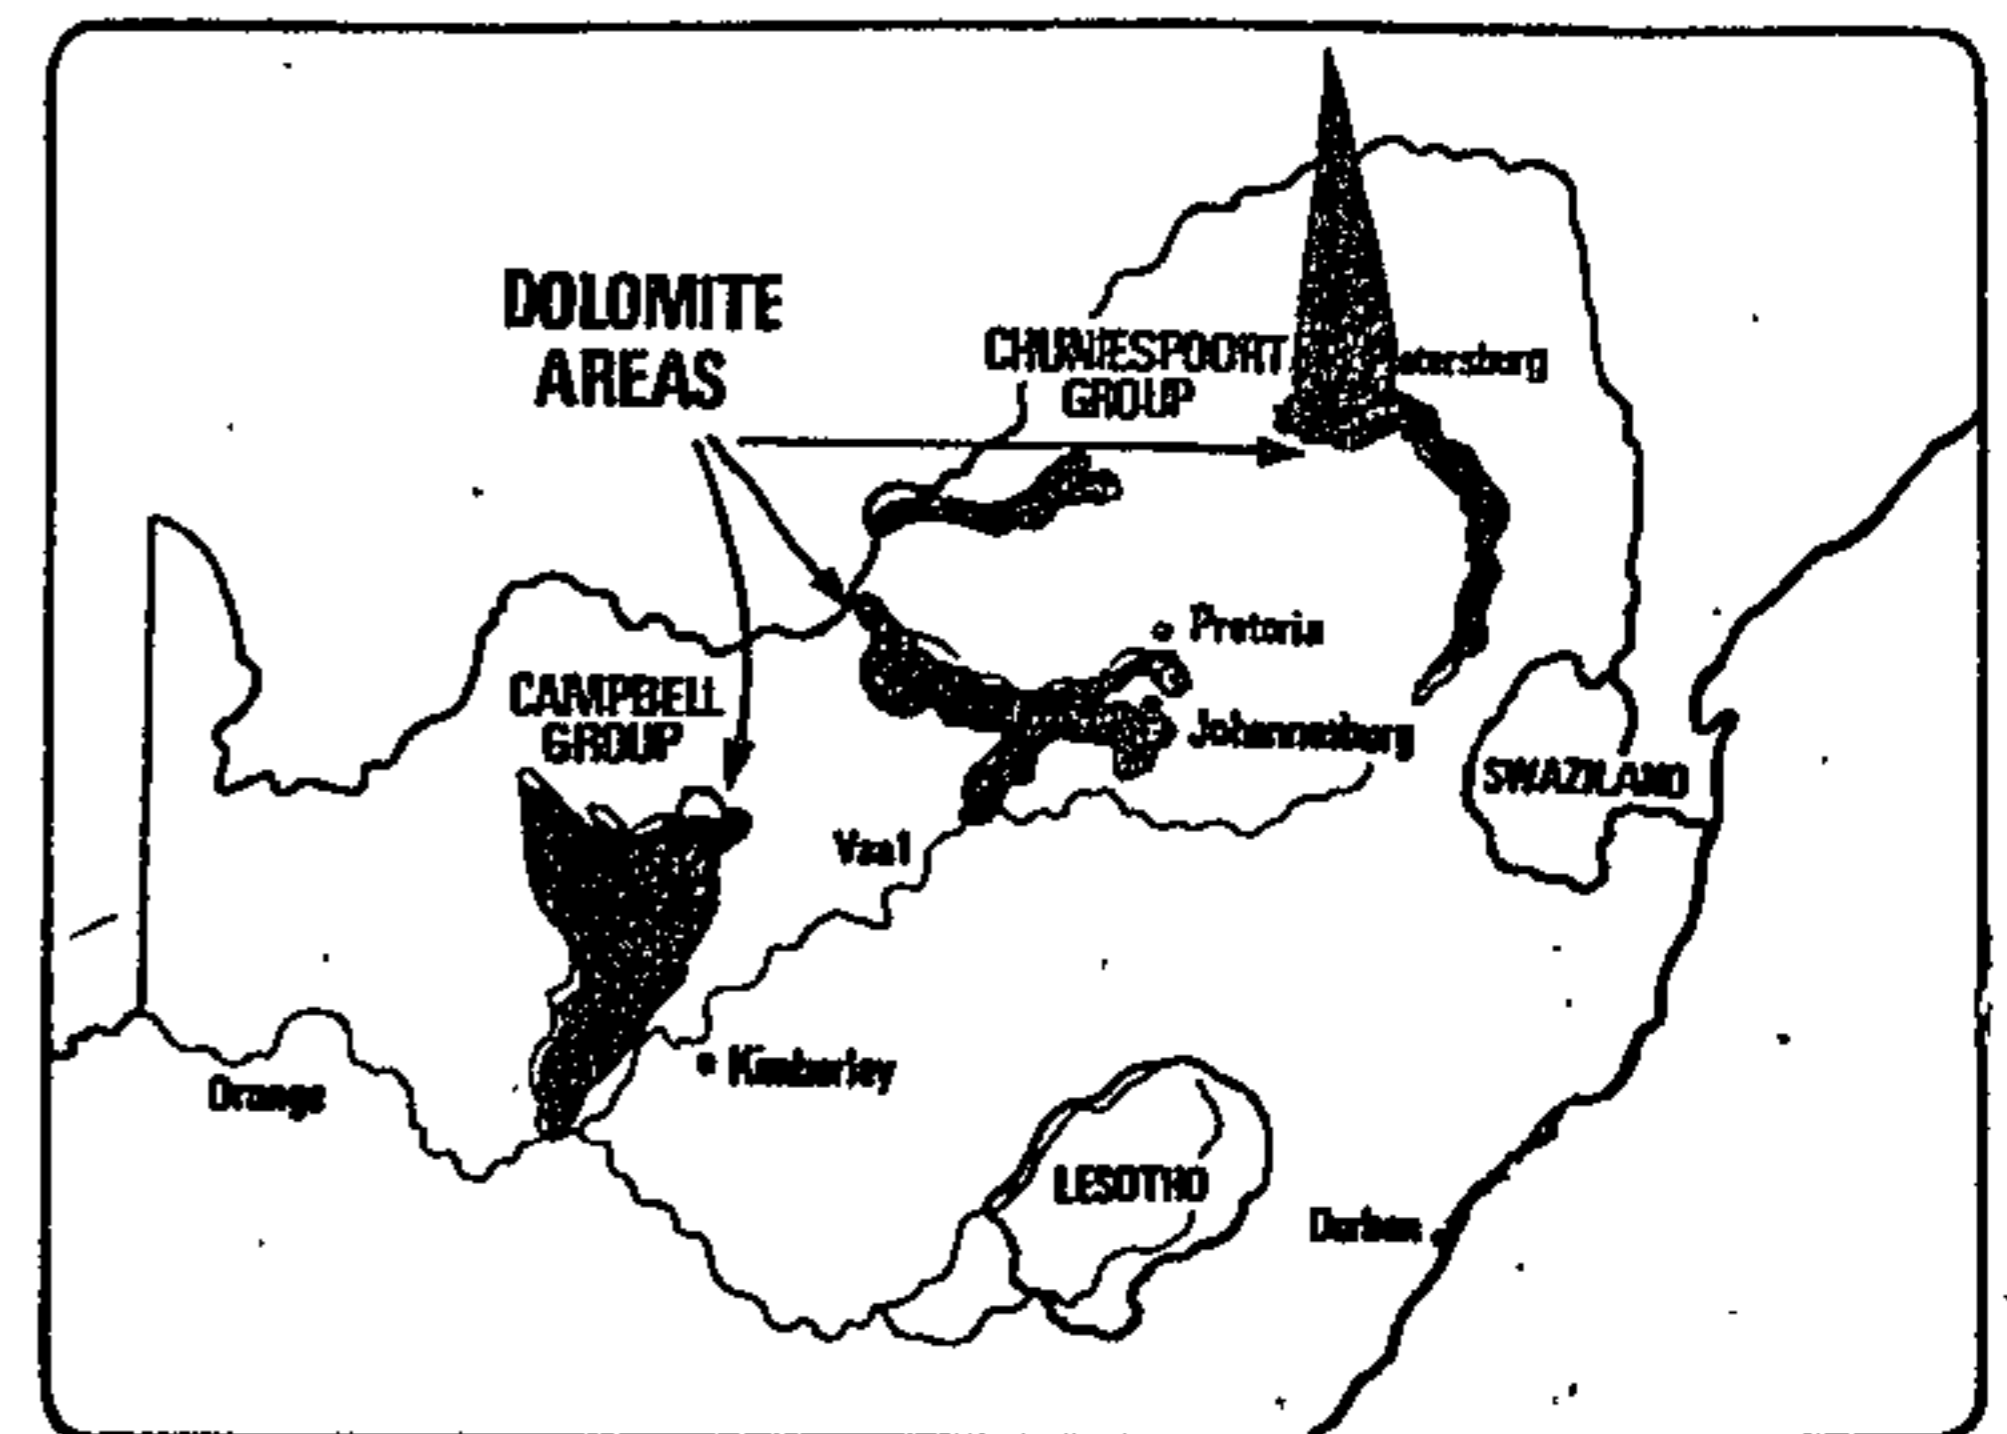 DOLOMITE
AREAS
CHUNIESPOORT
GROUP
Pietersburg
Pretoria
CAMPBELL
GROUP
Johannesburg
SWAZILAND
Vaal
Kimberley
Orange
LESOTHO
Durban